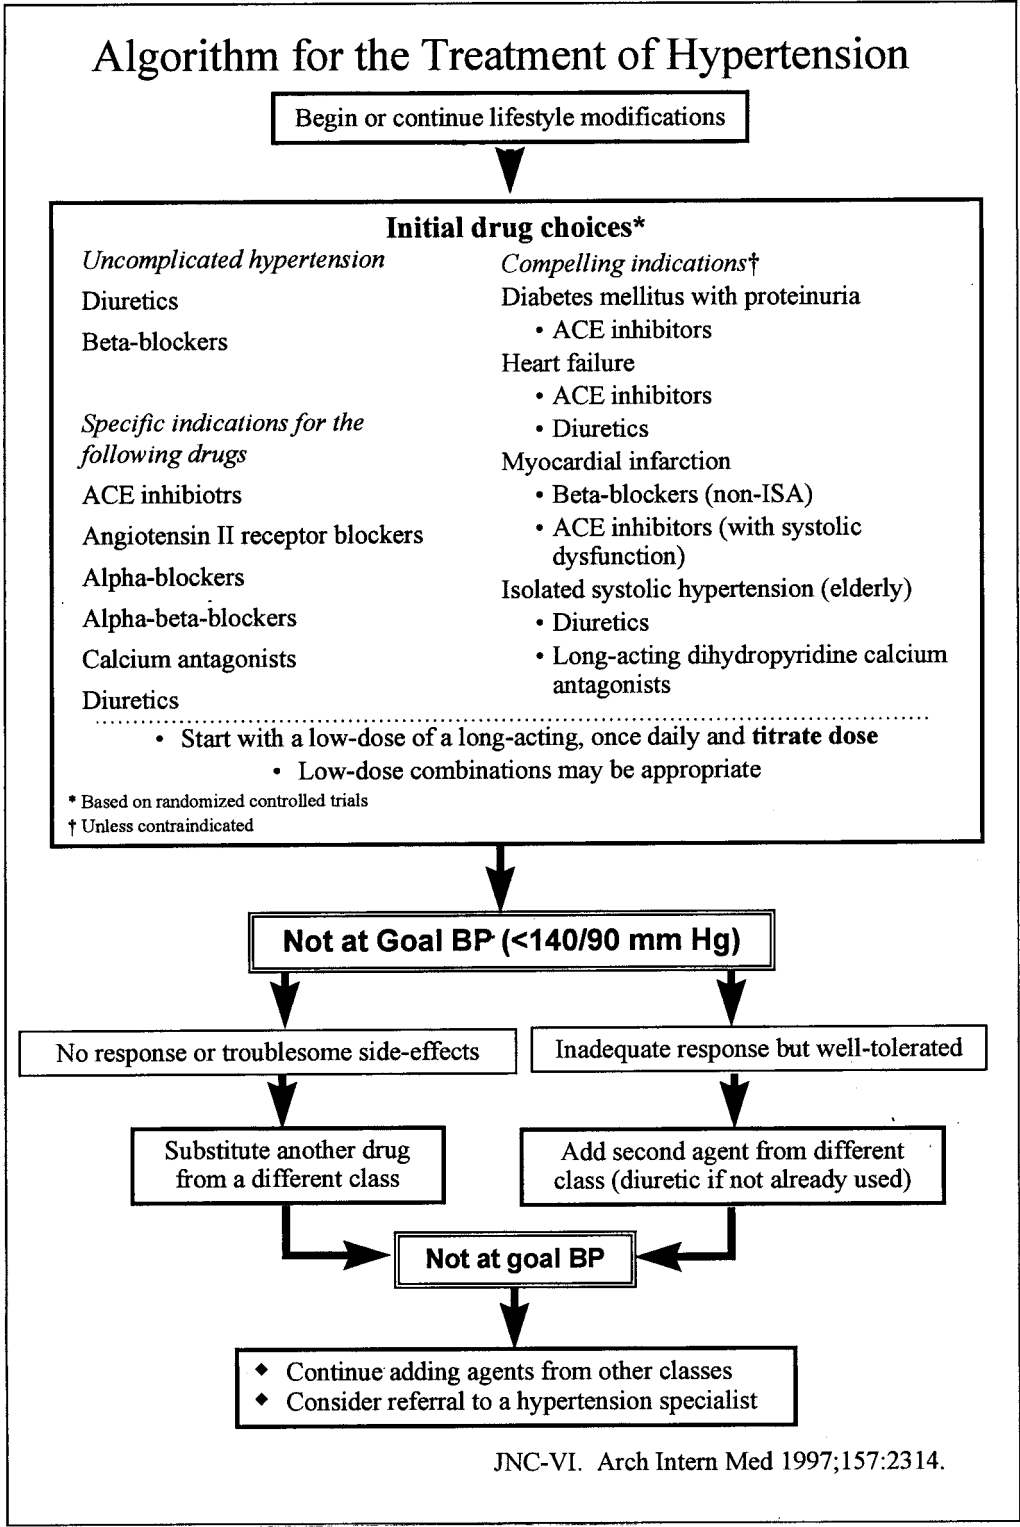 Algorithm for the Treatment of Hypertension
Begin or continue lifestyle modifications
Initial drug choices*
Uncomplicated hypertension
Diuretics
Beta-blockers
Specific indications for the
following drugs
ACE inhibiotrs
Angiotensin II receptor blockers
Alpha-blockers
Alpha-beta-blockers
Calcium antagonists
Diuretics
Compelling indications†
Diabetes mellitus with proteinuria
• ACE inhibitors
Heart failure
• ACE inhibitors
• Diuretics
Myocardial infarction
• Beta-blockers (non-ISA)
• ACE inhibitors (with systolic
dysfunction)
Isolated systolic hypertension (elderly)
• Diuretics
• Long-acting dihydropyridine calcium
antagonists
• Start with a low-dose of a long-acting, once daily and titrate dose
• Low-dose combinations may be appropriate
* Based on randomized controlled trials
† Unless contraindicated
Not at Goal BP (<140/90 mm Hg)
No response or troublesome side-effects
Inadequate response but well-tolerated
Substitute another drug
from a different class
Add second agent from different
class (diuretic if not already used)
Not at goal BP
◆ Continue adding agents from other classes
◆ Consider referral to a hypertension specialist
JNC-VI. Arch Intern Med 1997;157:2314.